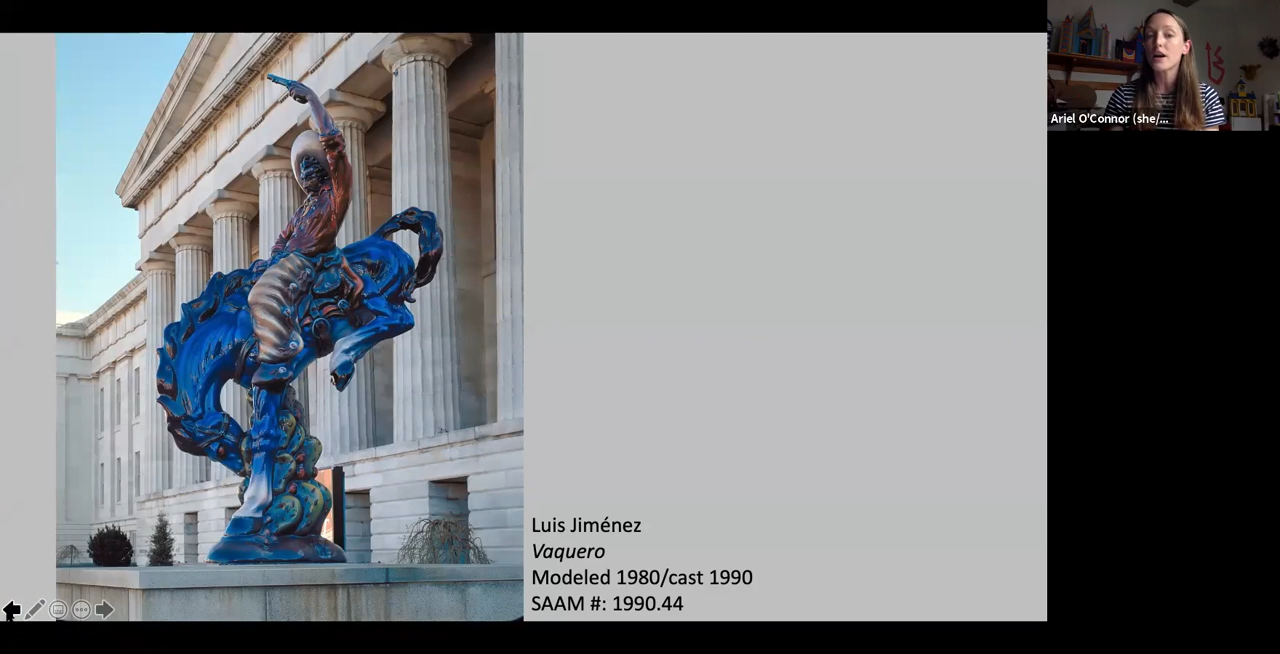 Ariel O'Connor (she/...
Luis Jiménez
Vaquero
Modeled 1980/cast 1990
SAAM #: 1990.44